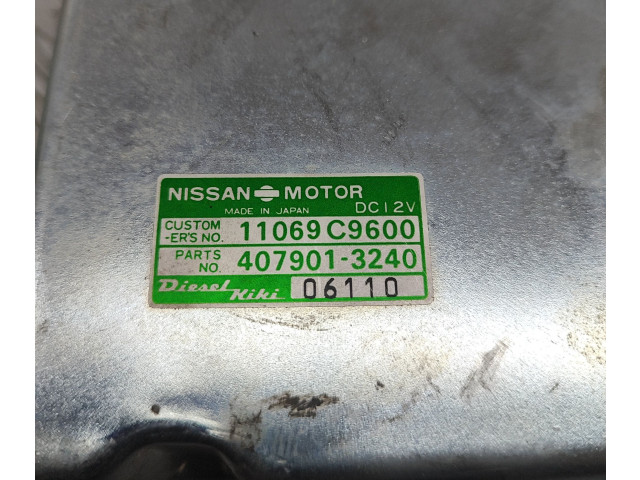 NISSAN MOTOR
MADE IN JAPAN DC12V
CUSTOM
-ER'S NO. 11069 C9600
PARTS
NO. 407901-3240
Diesel Kiki 06110